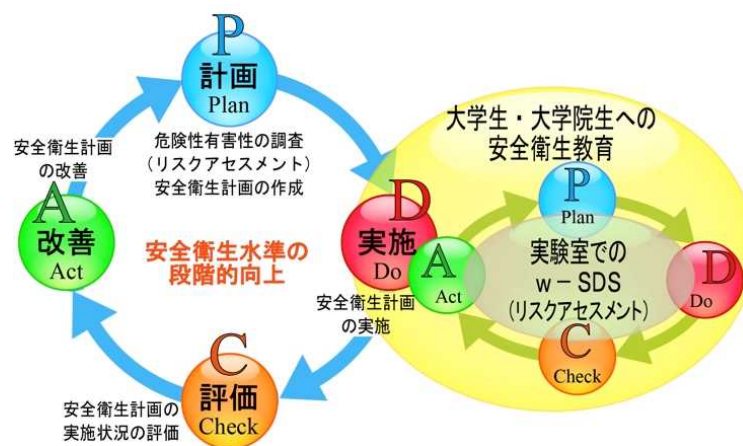 P
計画
Plan
危険性有害性の調査
(リスクアセスメント)
安全衛生計画の作成
安全衛生計画
の改善
A
改善
Act
安全衛生水準の
段階的向上
D
実施
Do
安全衛生計画
の実施
C
評価
Check
安全衛生計画の
実施状況の評価
大学生・大学院生への
安全衛生教育
P
Plan
A
Act
実験室での
w-SDS
(リスクアセスメント)
D
Do
C
Check